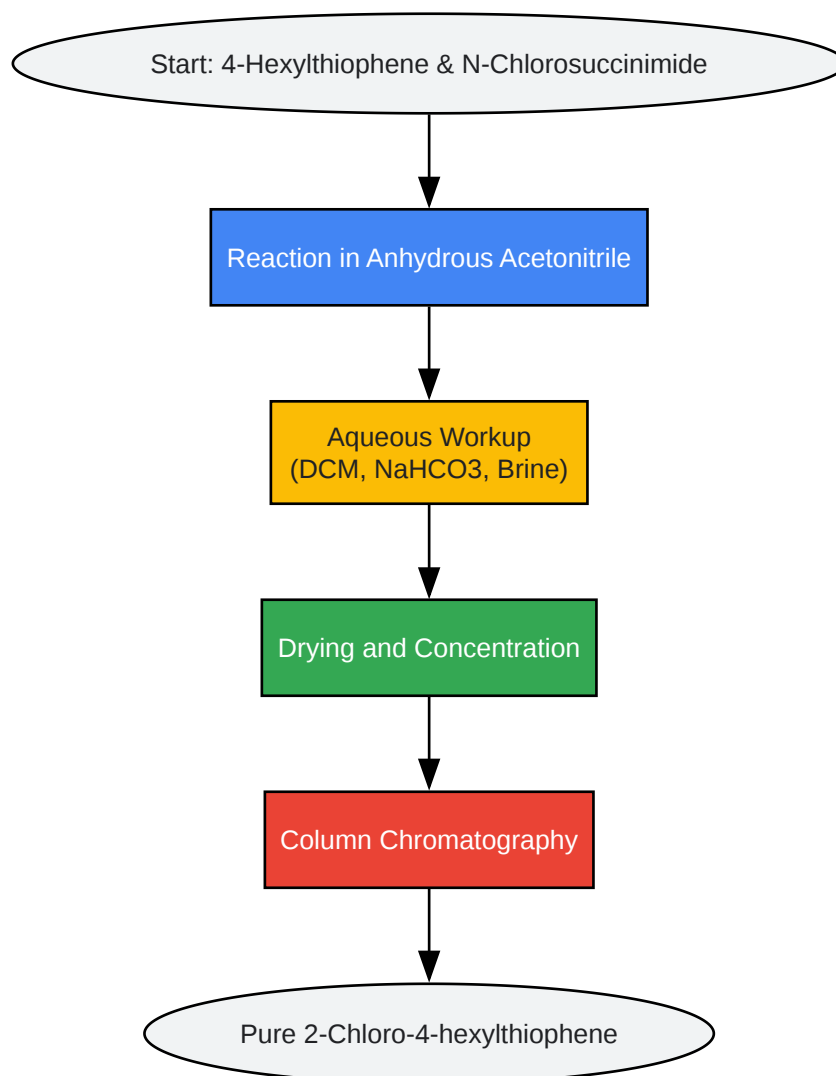 Start: 4-Hexylthiophene & N-Chlorosuccinimide
Reaction in Anhydrous Acetonitrile
Aqueous Workup
(DCM, NaHCO3, Brine)
Drying and Concentration
Column Chromatography
Pure 2-Chloro-4-hexylthiophene